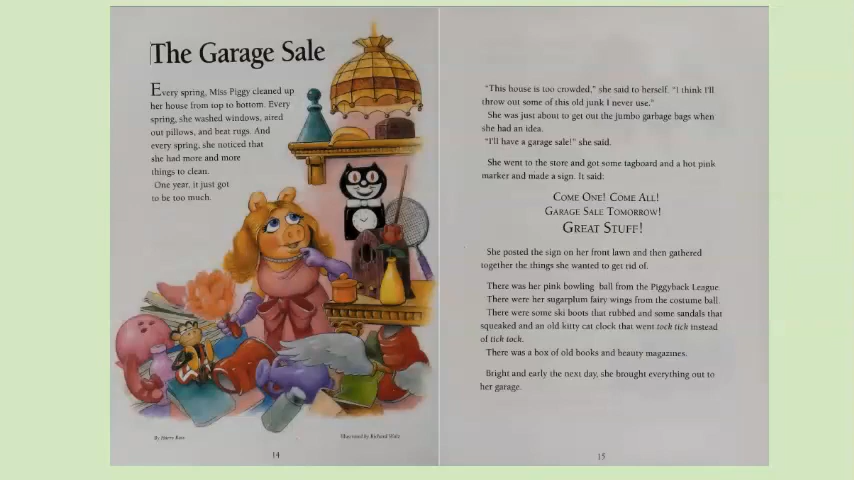 The Garage Sale
Every spring, Miss Piggy cleaned up
her house from top to bottom. Every
spring, she washed windows, aired
out pillows, and beat rugs. And
every spring, she noticed that
she had more and more
things to clean.
One year, it just got
to be too much.
By Harry Ross
Illustrated by Richard Walz
14
"This house is too crowded," she said to herself. "I think I'll
throw out some of this old junk I never use."
She was just about to get out the jumbo garbage bags when
she had an idea.
"I'll have a garage sale!" she said.
She went to the store and got some tagboard and a hot pink
marker and made a sign. It said:
COME ONE! COME ALL!
GARAGE SALE TOMORROW!
GREAT STUFF!
She posted the sign on her front lawn and then gathered
together the things she wanted to get rid of.
There was her pink bowling ball from the Piggyback League
There were her sugarplum fairy wings from the costume ball.
There were some ski boots that rubbed and some sandals that
squeaked and an old kitty cat clock that went tock tick instead
of tick tock.
There was a box of old books and beauty magazines.
Bright and early the next day, she brought everything out to
her garage.
15